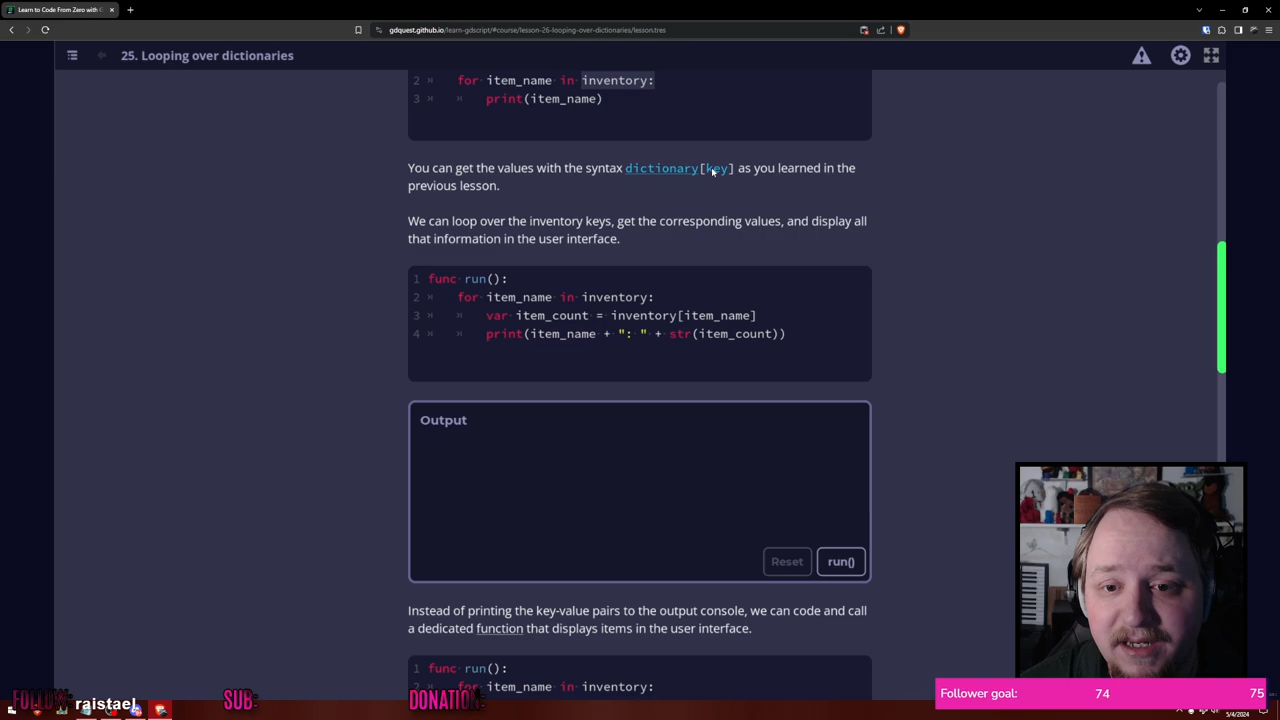 Learn to Code From Zero with
gdquest.github.io/learn-gdscript/#course/lesson-26-looping-over-dictionaries/lesson.tres
25. Looping over dictionaries
2 for item_name in inventory:
3 print(item_name)
You can get the values with the syntax dictionary[key] as you learned in the
previous lesson.
We can loop over the inventory keys, get the corresponding values, and display all
that information in the user interface.
1 func run():
2 for item_name in inventory:
3 var item_count = inventory[item_name]
4 print(item_name + ": " + str(item_count))
Output
Reset run()
Instead of printing the key-value pairs to the output console, we can code and call
a dedicated function that displays items in the user interface.
1 func run():
2 for item_name in inventory:
FOLLOW: raistael SUB: DONATION:
Follower goal: 74 75
5/4/2024